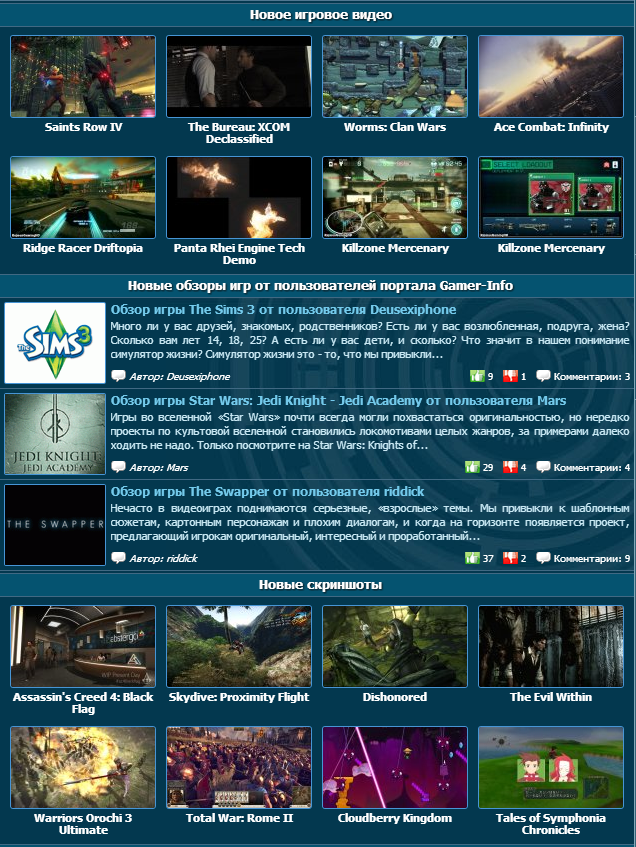 Новое игровое видео
Saints Row IV
The Bureau: XCOM Declassified
Worms: Clan Wars
Ace Combat: Infinity
SELECT LOADOUT
Ridge Racer Driftopia
Panta Rhei Engine Tech Demo
Killzone Mercenary
Killzone Mercenary
Новые обзоры игр от пользователей портала Gamer-Info
The SIMS 3
Обзор игры The Sims 3 от пользователя Deusexiphone
Много ли у вас друзей, знакомых, родственников? Есть ли у вас возлюбленная, подруга, жена?
Сколько вам лет 14, 18, 25? А есть ли у вас дети, и сколько? Что значит в нашем понимание
симулятор жизни? Симулятор жизни это - то, что мы привыкли...
Автор: Deusexiphone 9 1 Комментарии: 3
JEDI KNIGHT
JEDI ACADEMY
Обзор игры Star Wars: Jedi Knight - Jedi Academy от пользователя Mars
Игры во вселенной «Star Wars» почти всегда могли похвастаться оригинальностью, но нередко
проекты по культовой вселенной становились локомотивами целых жанров, за примерами далеко
ходить не надо. Только посмотрите на Star Wars: Knights of...
Автор: Mars 29 4 Комментарии: 4
THE SWAPPER
Обзор игры The Swapper от пользователя riddick
Нечасто в видеоиграх поднимаются серьезные, «взрослые» темы. Мы привыкли к шаблонным
сюжетам, картонным персонажам и плохим диалогам, и когда на горизонте появляется проект,
предлагающий игрокам оригинальный, интересный и проработанный...
Автор: riddick 37 2 Комментарии: 9
Новые скриншоты
abstergo
Assassin's Creed 4: Black Flag
Skydive: Proximity Flight
Dishonored
The Evil Within
Warriors Orochi 3 Ultimate
Total War: Rome II
Cloudberry Kingdom
Tales of Symphonia Chronicles